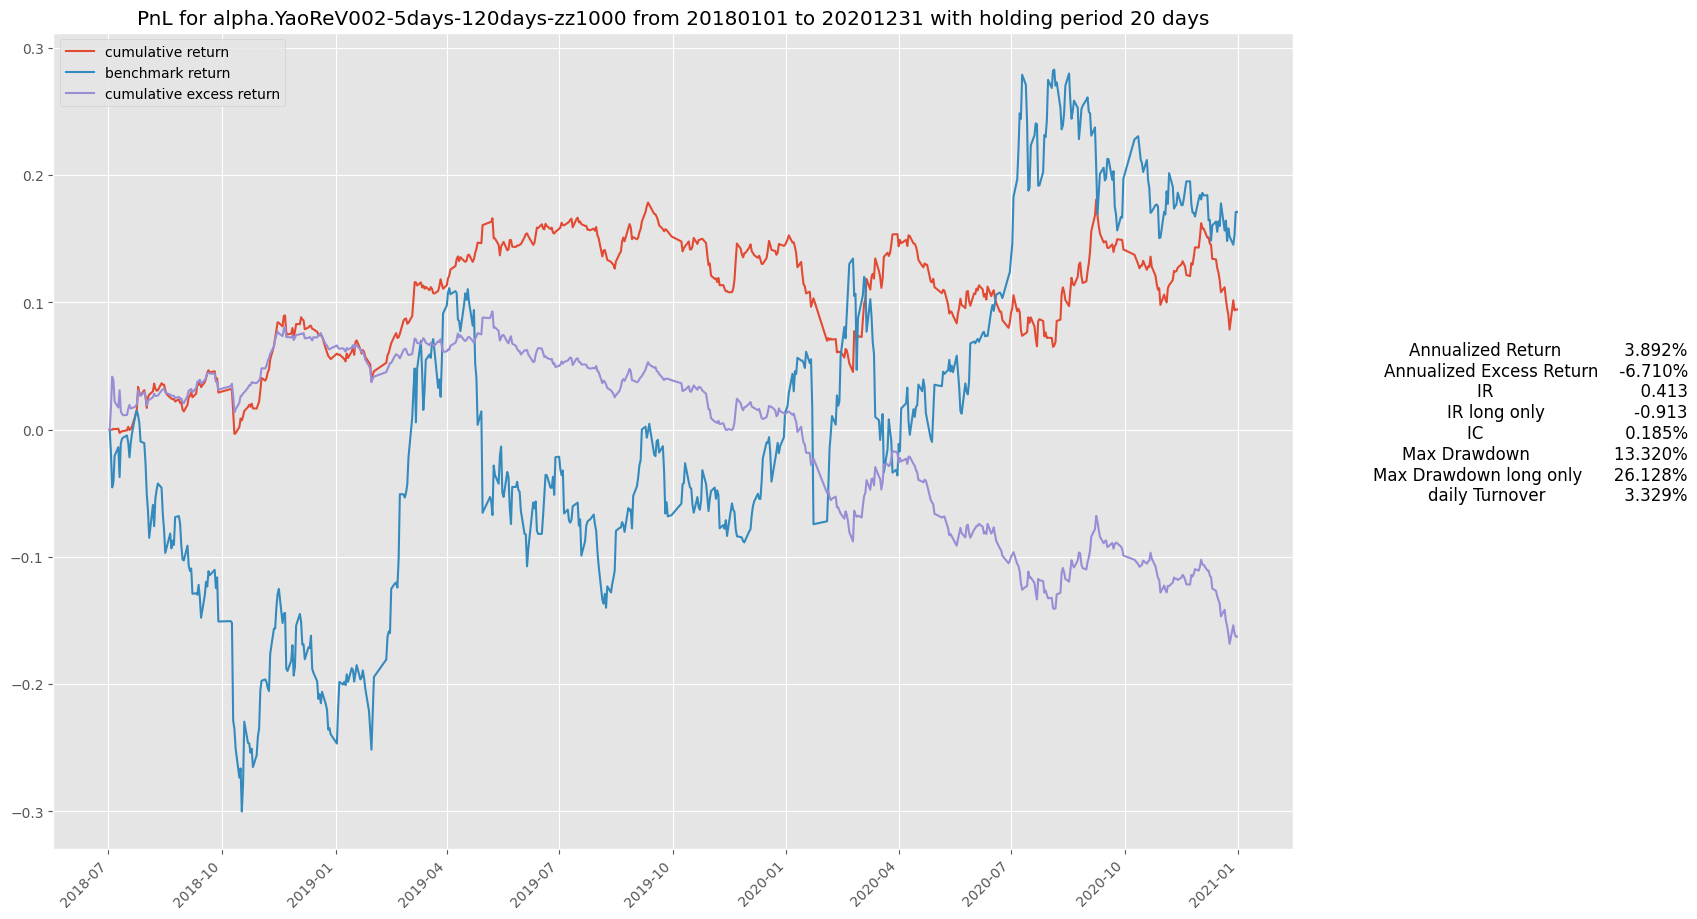 PnL for alpha.YaoReV002-5days-120days-zz1000 from 20180101 to 20201231 with holding period 20 days
cumulative return
benchmark return
cumulative excess return
0.3
0.2
0.1
0.0
−0.1
−0.2
−0.3
2018-07
2018-10
2019-01
2019-04
2019-07
2019-10
2020-01
2020-04
2020-07
2020-10
2021-01
Annualized Return 3.892%
Annualized Excess Return -6.710%
IR 0.413
IR long only -0.913
IC 0.185%
Max Drawdown 13.320%
Max Drawdown long only 26.128%
daily Turnover 3.329%